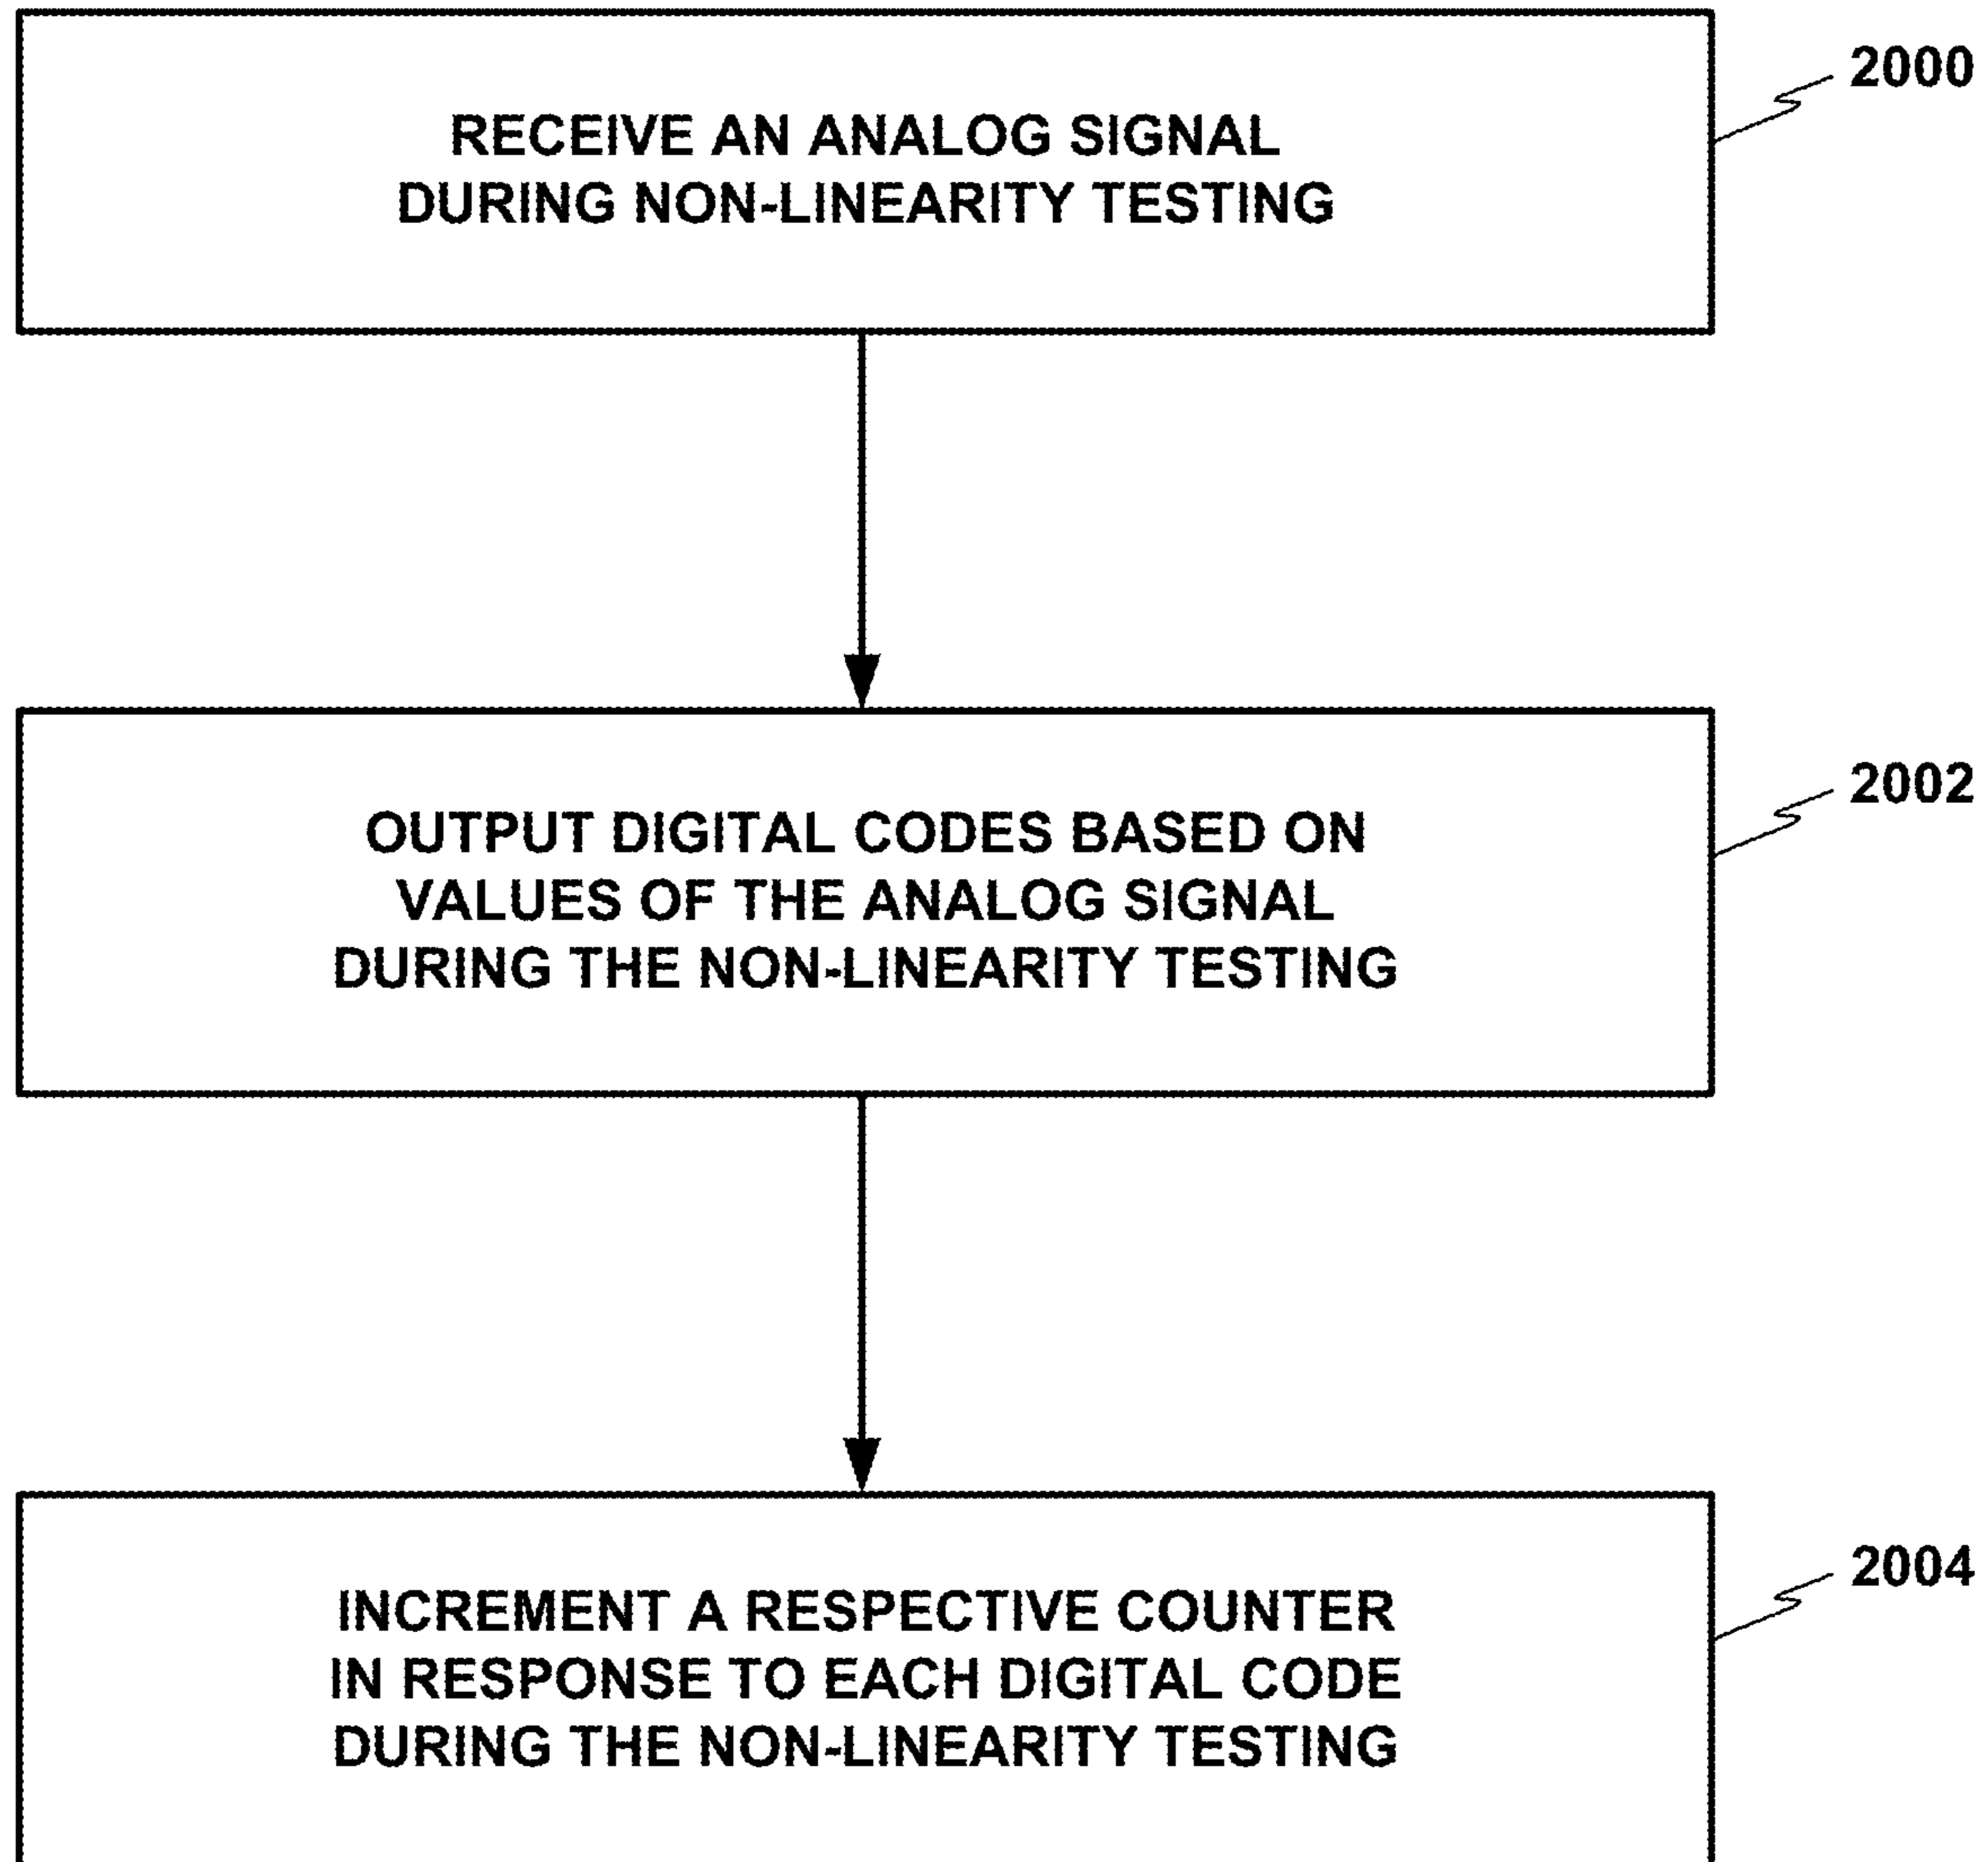 RECEIVE AN ANALOG SIGNAL
DURING NON-LINEARITY TESTING
2000
OUTPUT DIGITAL CODES BASED ON
VALUES OF THE ANALOG SIGNAL
DURING THE NON-LINEARITY TESTING
2002
INCREMENT A RESPECTIVE COUNTER
IN RESPONSE TO EACH DIGITAL CODE
DURING THE NON-LINEARITY TESTING
2004